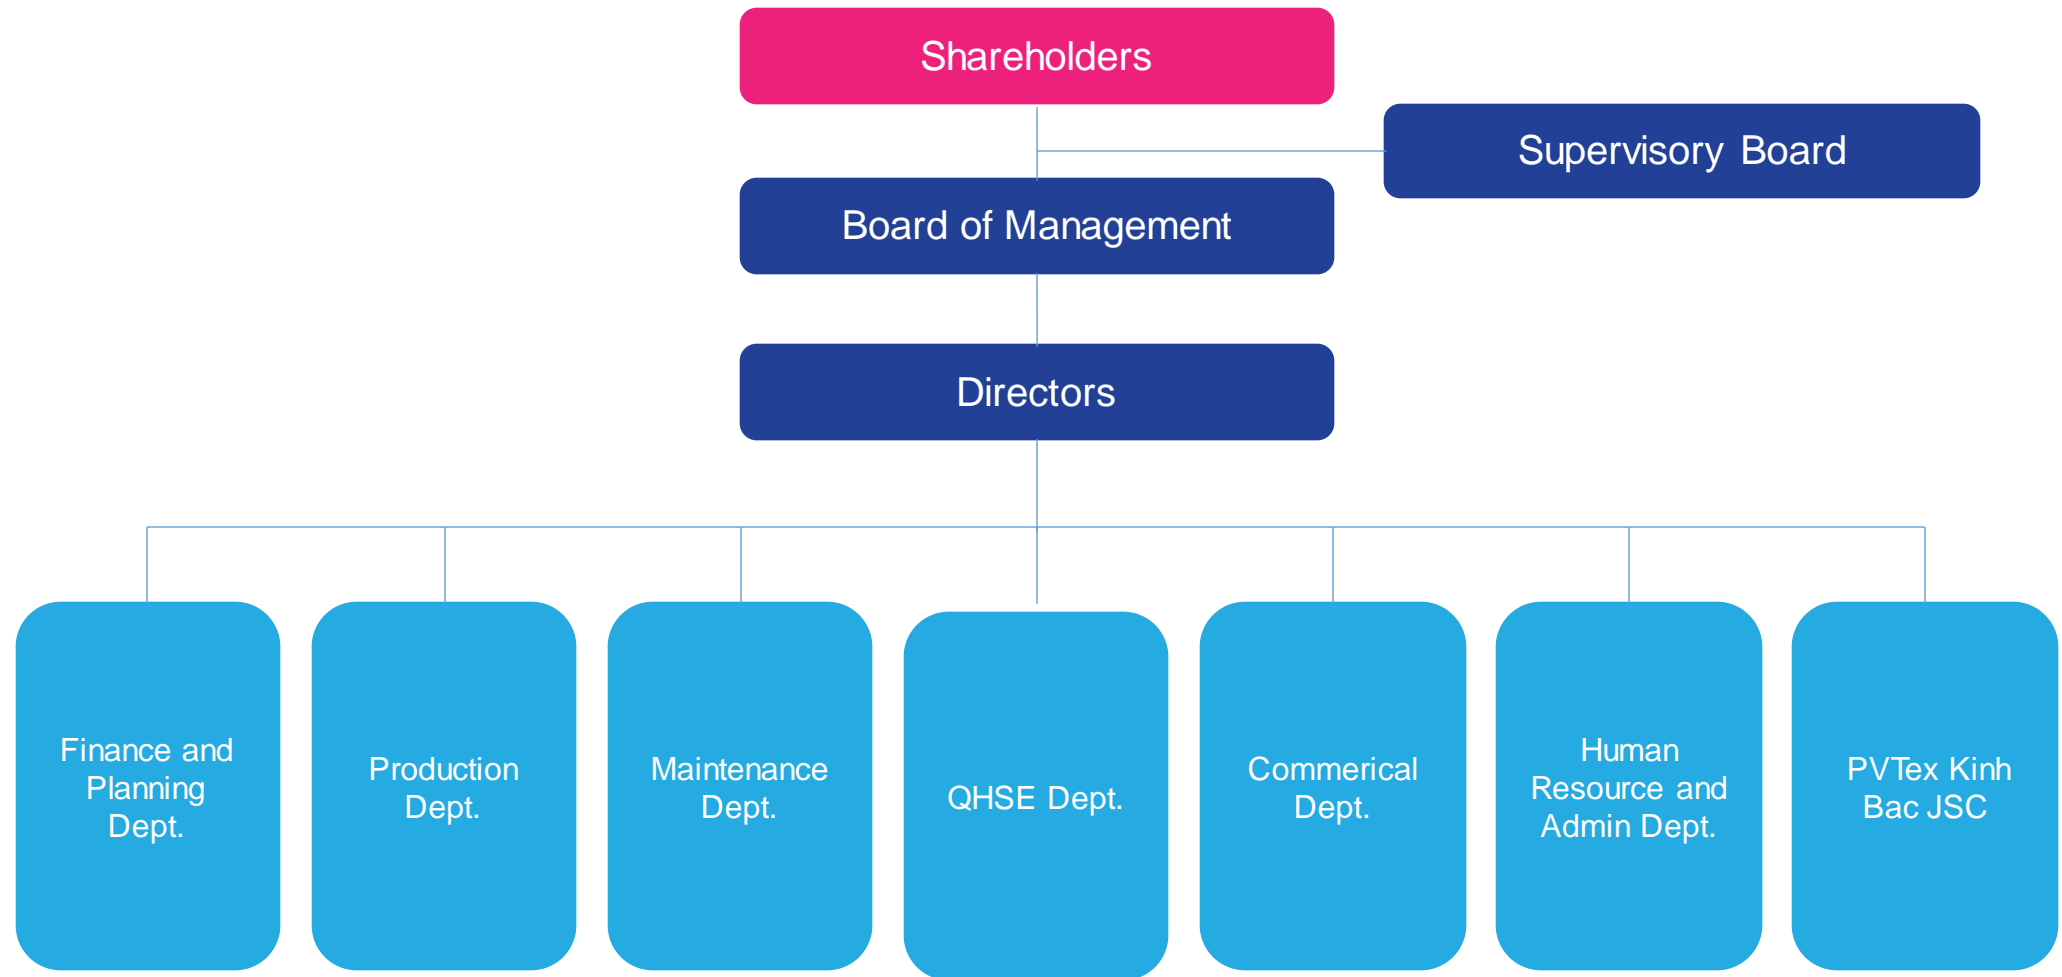 Shareholders
Supervisory Board
Board of Management
Directors
Finance and
Planning
Dept.
Production
Dept.
Maintenance
Dept.
QHSE Dept.
Commerical
Dept.
Human
Resource and
Admin Dept.
PVTex Kinh
Bac JSC